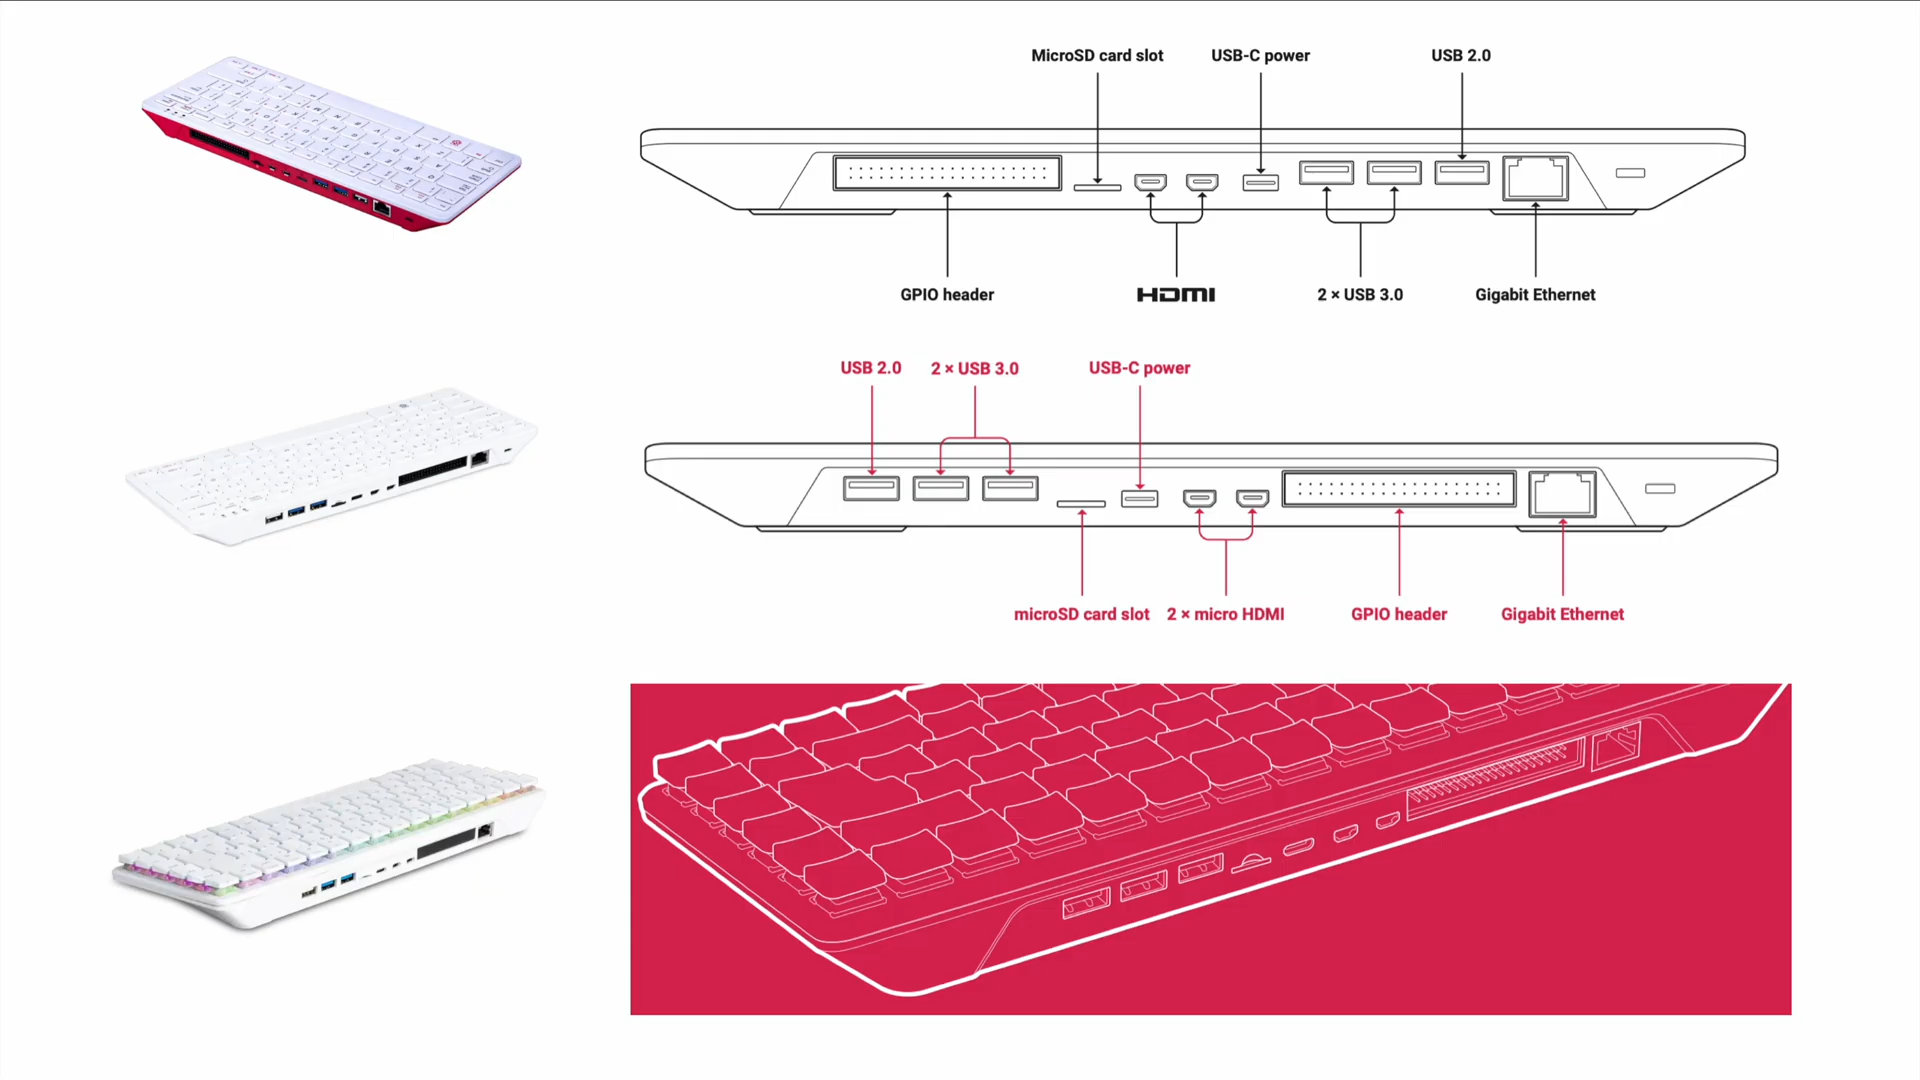 MicroSD card slot
USB-C power
USB 2.0
GPIO header
HDMI
2 × USB 3.0
Gigabit Ethernet
USB 2.0
2 × USB 3.0
USB-C power
microSD card slot
2 × micro HDMI
GPIO header
Gigabit Ethernet